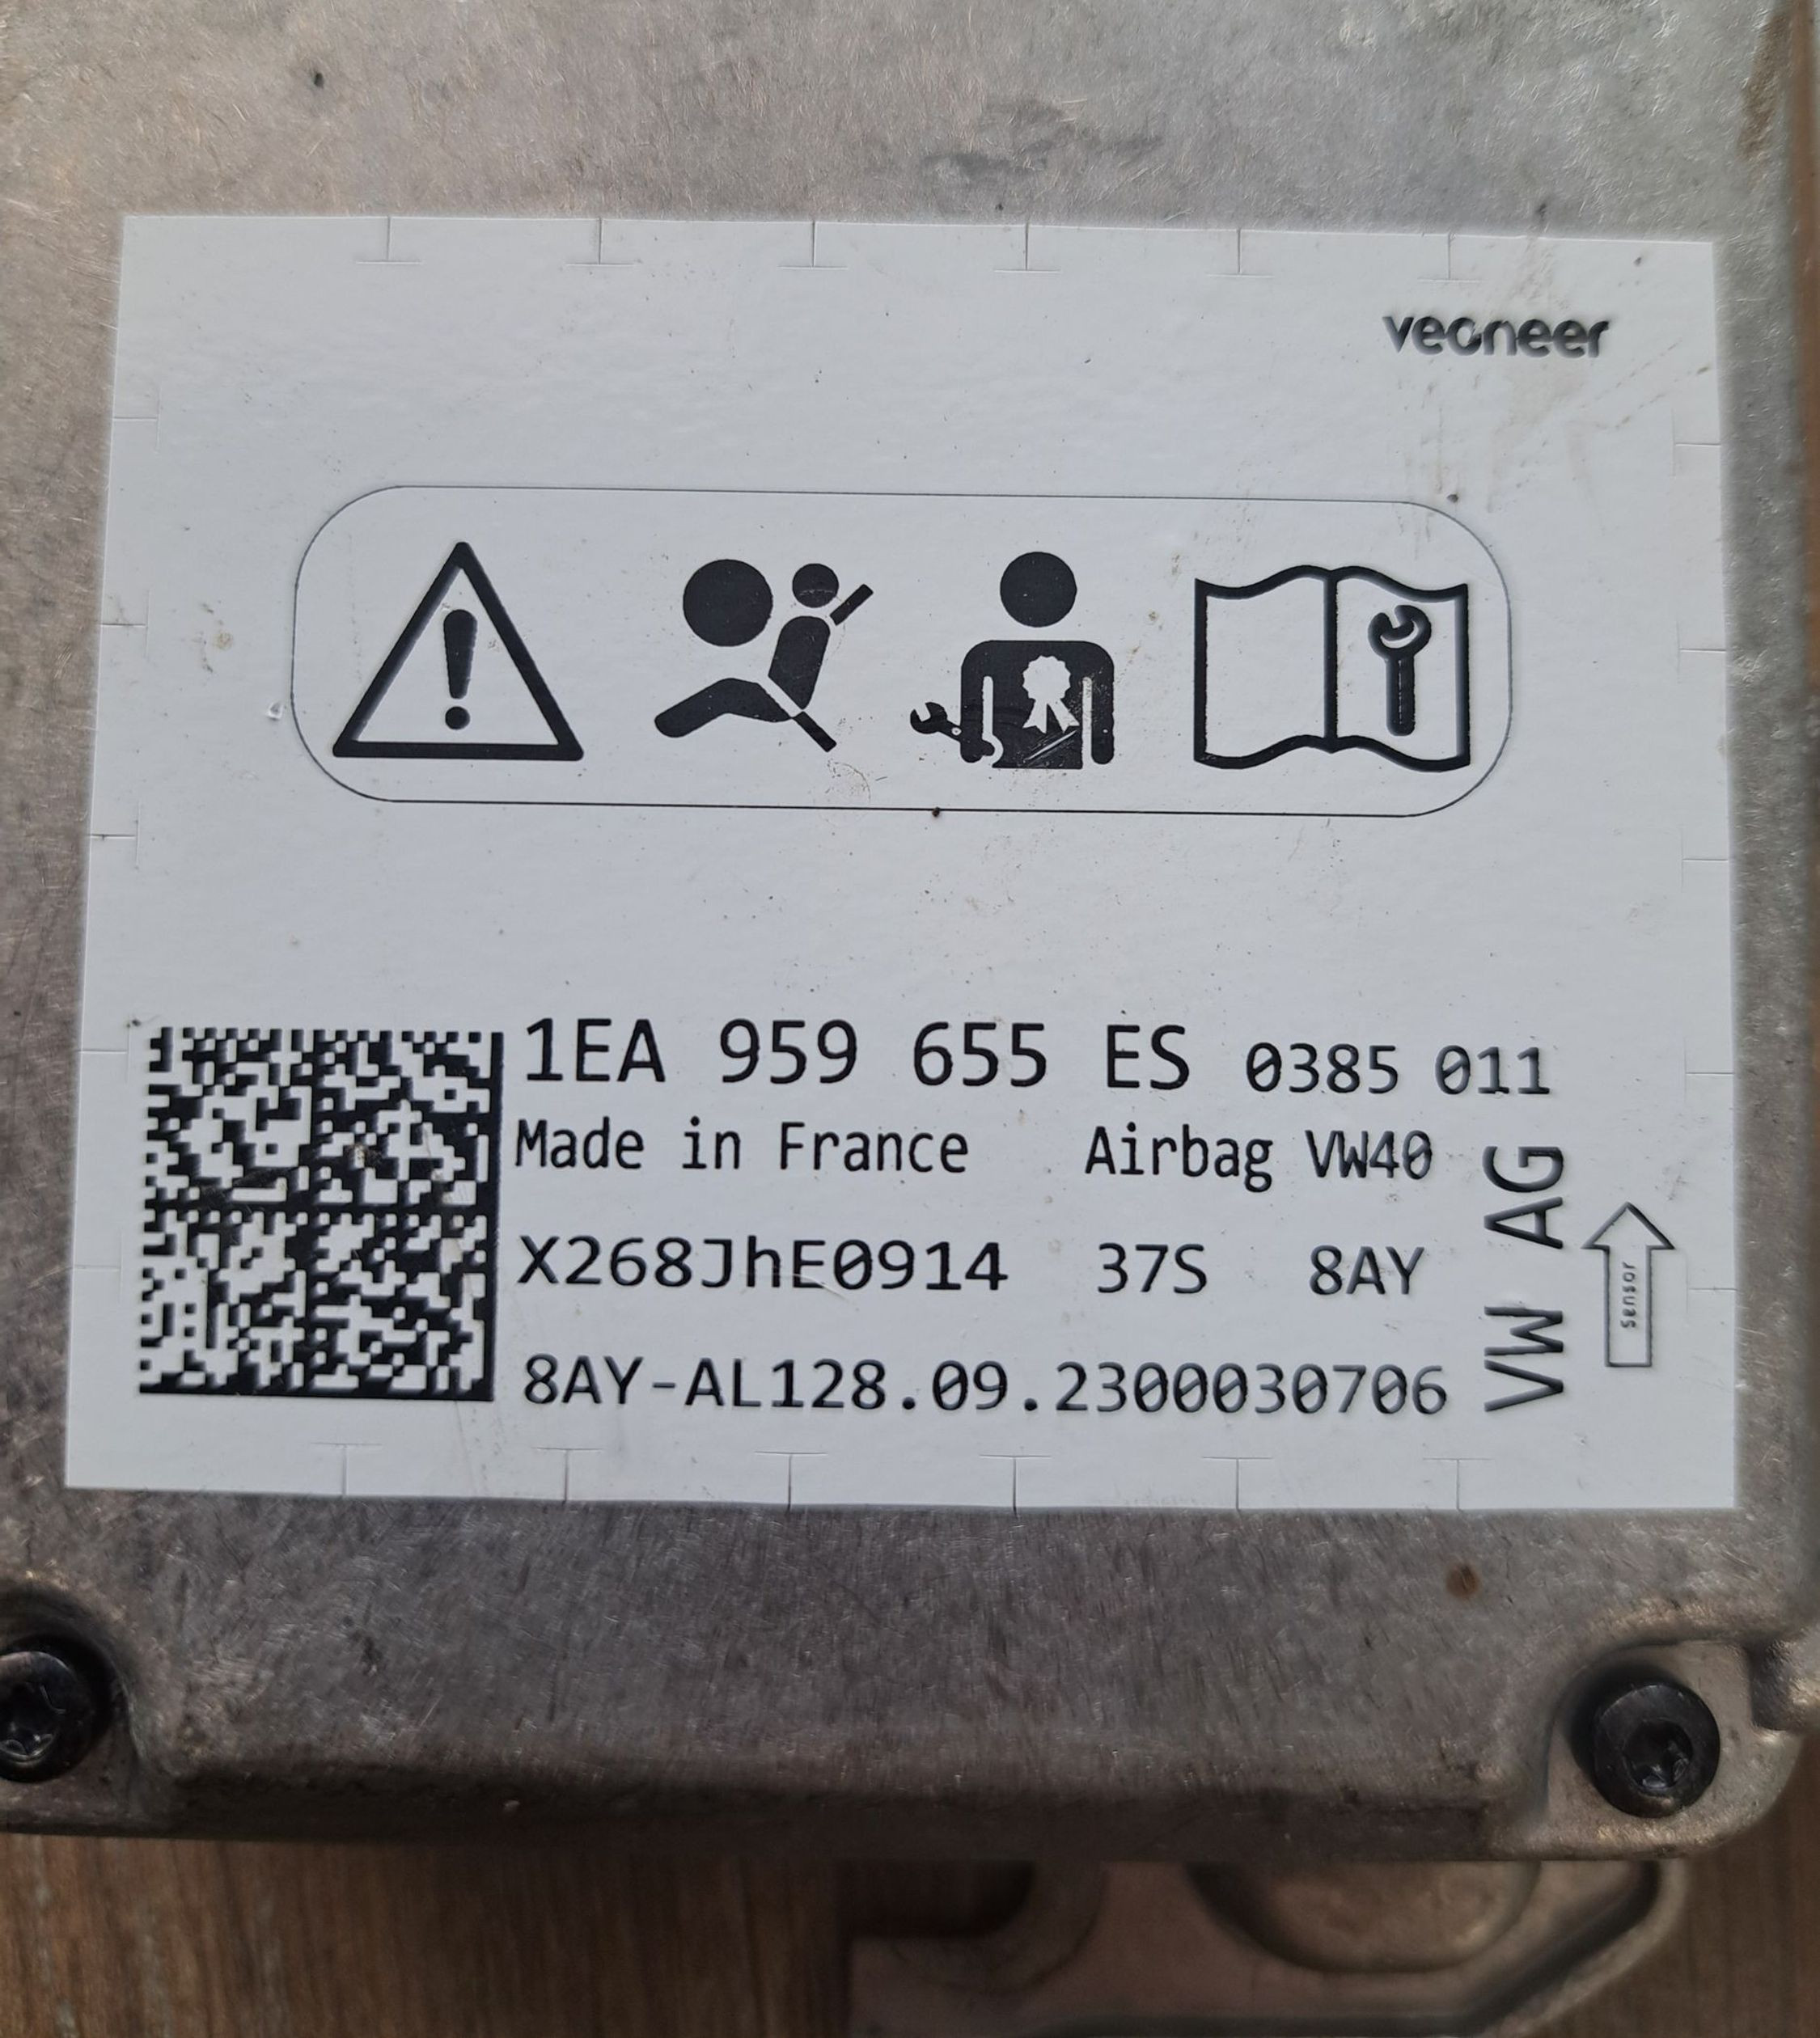 veoneer
1EA 959 655 ES 0385 011
Made in France Airbag VW40
X268JhE0914 37S 8AY
8AY-AL128.09.2300030706
VW AG
Sensor